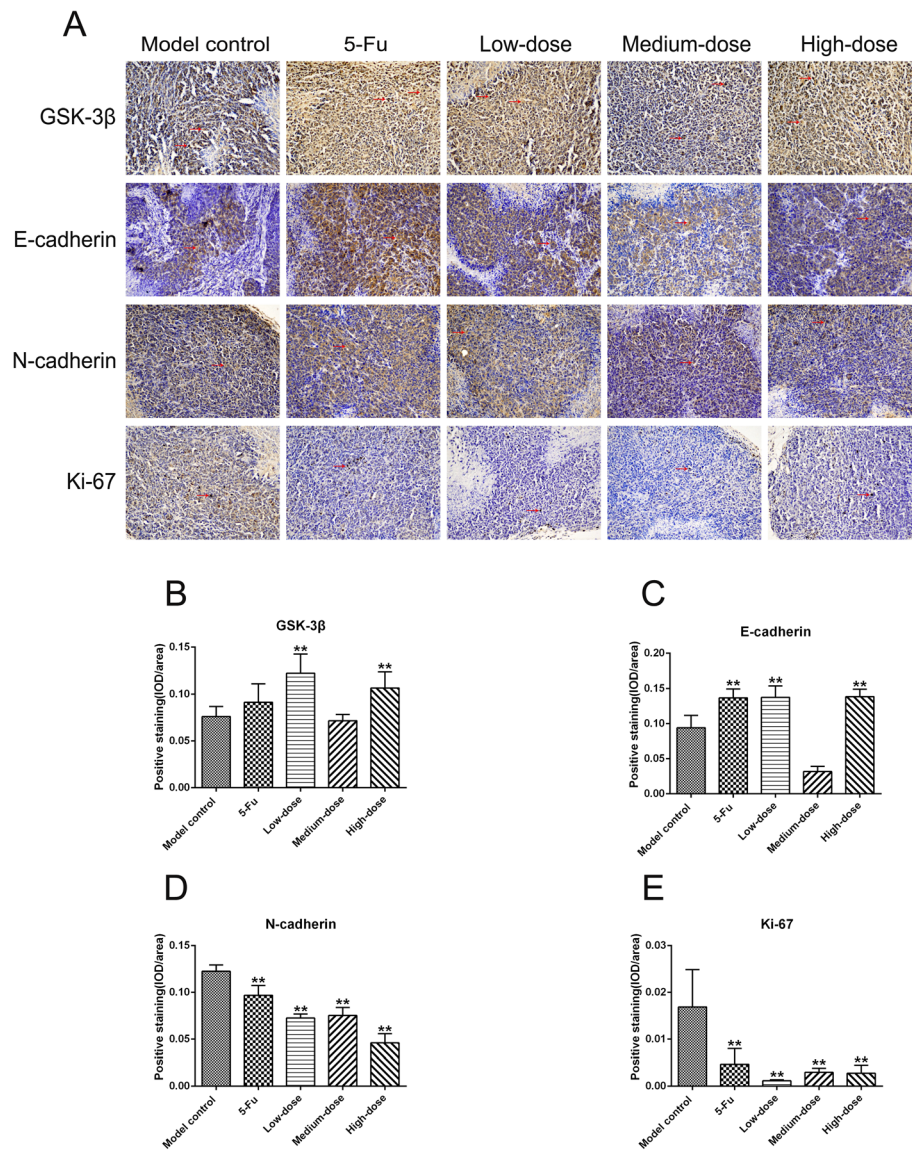 A
Model control 5-Fu Low-dose Medium-dose High-dose
GSK-3β
E-cadherin
N-cadherin
Ki-67
B
GSK-3β
Positive staining(IOD/area)
0.15
0.10
0.05
0.00
** **
Model control 5-Fu Low-dose Medium-dose High-dose
C
E-cadherin
Positive staining(IOD/area)
0.20
0.15
0.10
0.05
0.00
** ** **
Model control 5-Fu Low-dose Medium-dose High-dose
D
N-cadherin
Positive staining(IOD/area)
0.15
0.10
0.05
0.00
** ** ** **
Model control 5-Fu Low-dose Medium-dose High-dose
E
Ki-67
Positive staining(IOD/area)
0.03
0.02
0.01
0.00
** ** ** **
Model control 5-Fu Low-dose Medium-dose High-dose